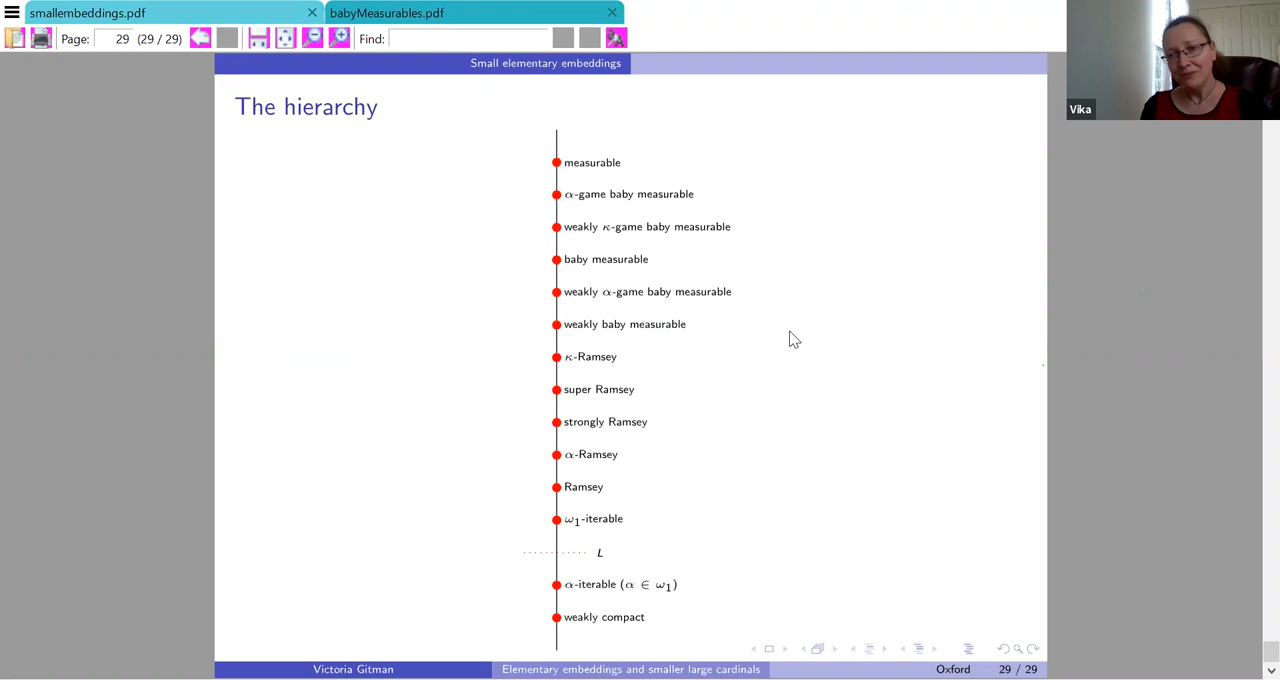 smallembeddings.pdf
babyMeasurables.pdf
Page: 29 (29 / 29)
Find:
Small elementary embeddings
The hierarchy
measurable
α-game baby measurable
weakly κ-game baby measurable
baby measurable
weakly α-game baby measurable
weakly baby measurable
κ-Ramsey
super Ramsey
strongly Ramsey
α-Ramsey
Ramsey
ω₁-iterable
L
α-iterable (α ∈ ω₁)
weakly compact
Victoria Gitman
Elementary embeddings and smaller large cardinals
Oxford
29 / 29
Vika